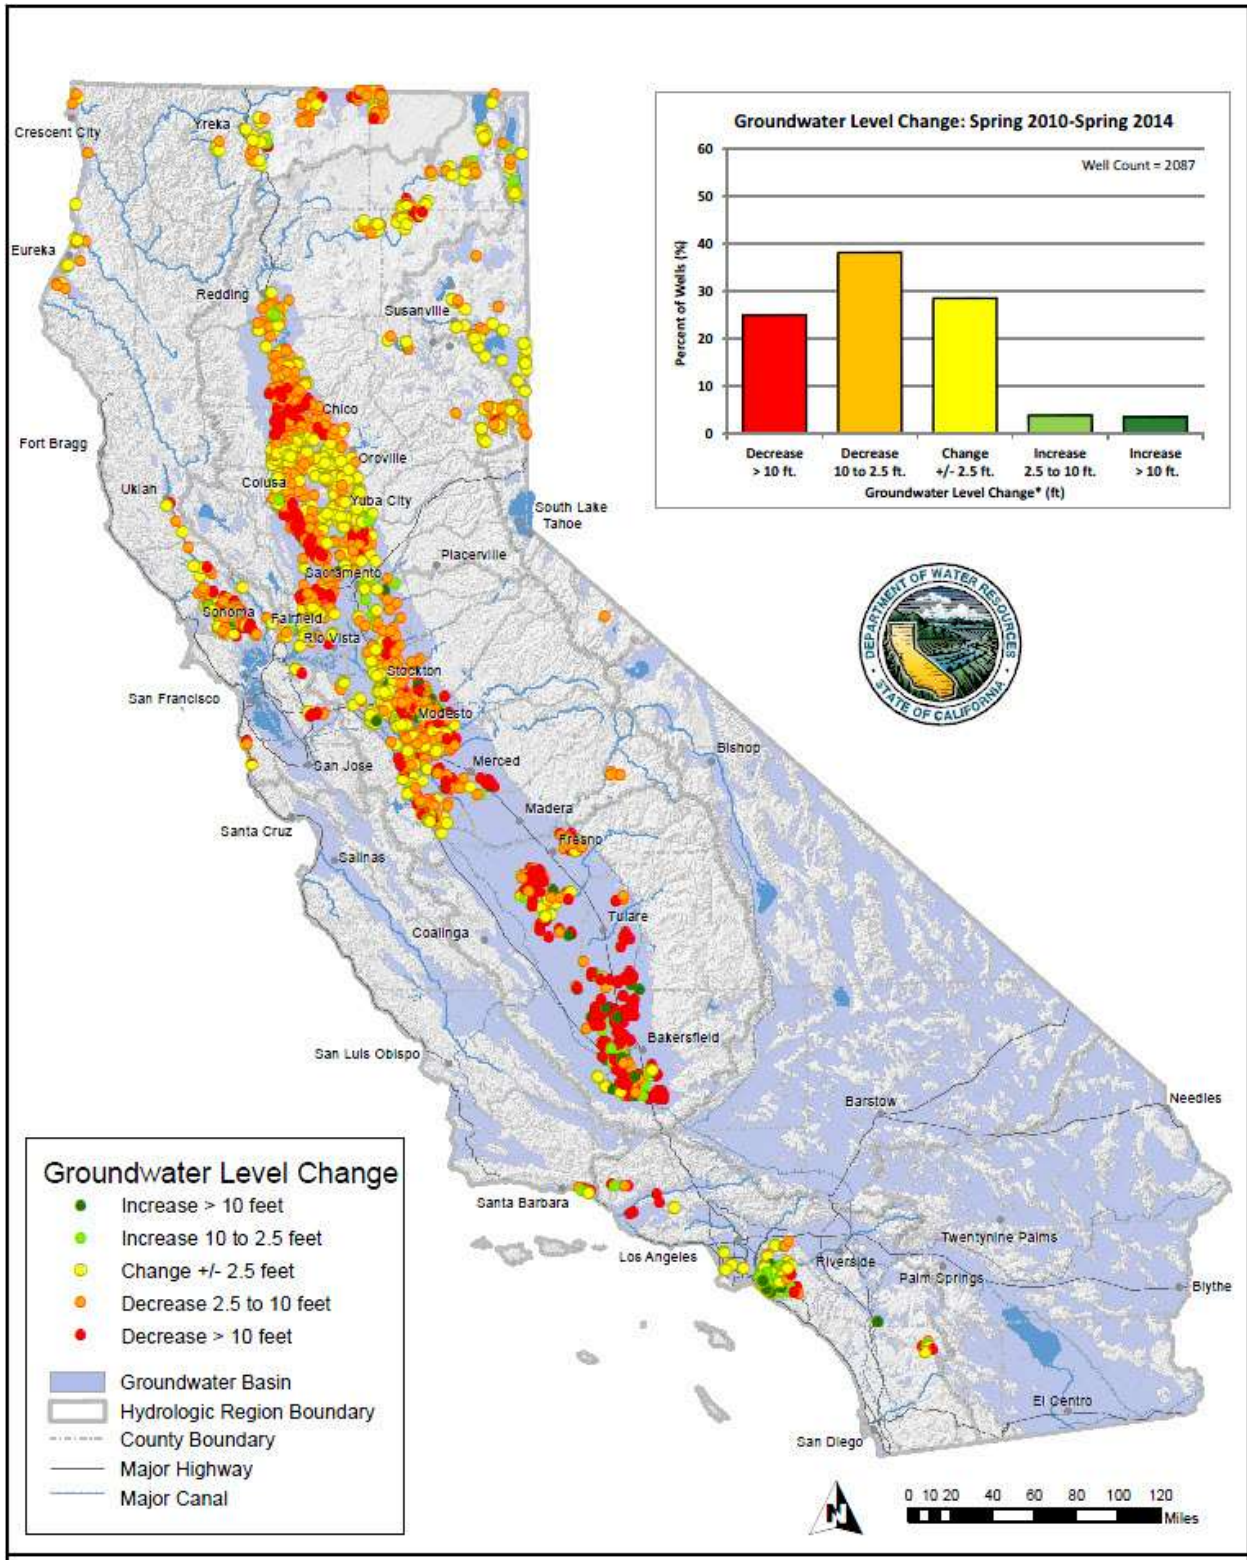 Groundwater Level Change: Spring 2010-Spring 2014
Well Count = 2087
Percent of Wells (%)
60
50
40
30
20
10
0
Decrease > 10 ft.
Decrease 10 to 2.5 ft.
Change +/- 2.5 ft.
Increase 2.5 to 10 ft.
Increase > 10 ft.
Groundwater Level Change* (ft)
Crescent City
Yreka
Eureka
Redding
Susanville
Chico
Fort Bragg
Oroville
Ukiah
Colusa
Yuba City
South Lake
Tahoe
Placerville
Sacramento
Sonoma
Fairfield
Rio Vista
Stockton
San Francisco
Modesto
Bishop
San Jose
Merced
Madera
Santa Cruz
Fresno
Salinas
Tulare
Coalinga
Bakersfield
San Luis Obispo
Barstow
Needles
Santa Barbara
Los Angeles
Riverside
Twentynine Palms
Palm Springs
Blythe
El Centro
San Diego
DEPARTMENT OF WATER RESOURCES
STATE OF CALIFORNIA
Groundwater Level Change
Increase > 10 feet
Increase 10 to 2.5 feet
Change +/- 2.5 feet
Decrease 2.5 to 10 feet
Decrease > 10 feet
Groundwater Basin
Hydrologic Region Boundary
County Boundary
Major Highway
Major Canal
N
0 10 20 40 60 80 100 120
Miles